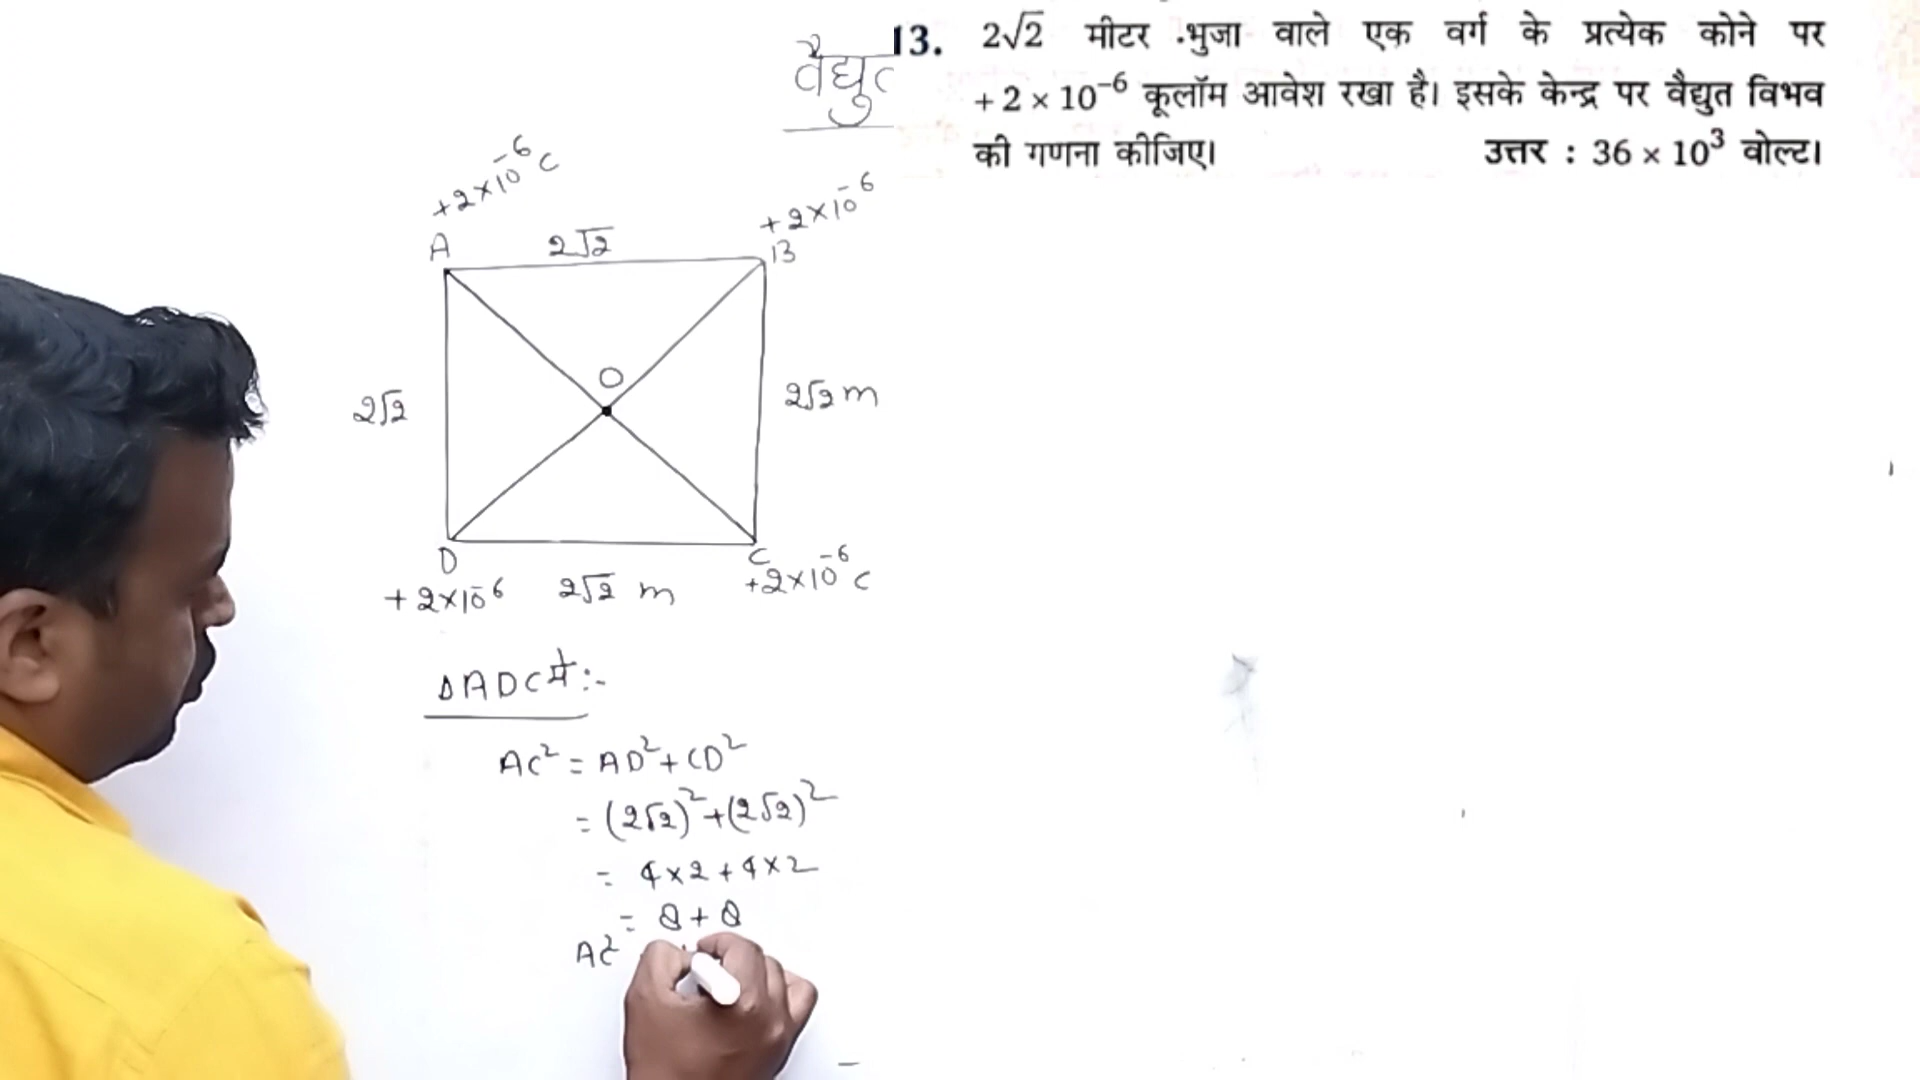 वैद्युत
13. 2√2 मीटर भुजा वाले एक वर्ग के प्रत्येक कोने पर
+ 2 × 10⁻⁶ कूलॉम आवेश रखा है। इसके केन्द्र पर वैद्युत विभव
की गणना कीजिए। उत्तर : 36 × 10³ वोल्ट।
+2×10⁻⁶ C
+2×10⁻⁶
A 2√2 B
O
2√2 2√2 m
D C
+2×10⁻⁶ 2√2 m +2×10⁻⁶ C
ΔADC में:-
AC² = AD² + CD²
= (2√2)² + (2√2)²
= 4×2 + 4×2
= 8 + 8
AC²